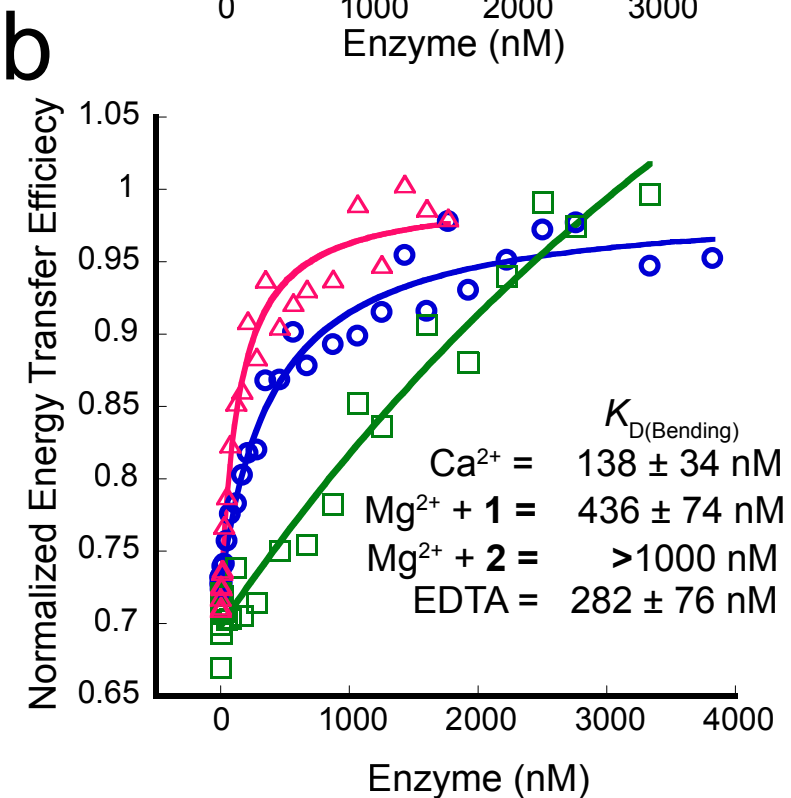 0 1000 2000 3000
Enzyme (nM)
b
Normalized Energy Transfer Efficiecy
1.05
1
0.95
0.9
0.85
0.8
0.75
0.7
0.65
K_D(Bending)
Ca²⁺ = 138 ± 34 nM
Mg²⁺ + 1 = 436 ± 74 nM
Mg²⁺ + 2 = >1000 nM
EDTA = 282 ± 76 nM
0 1000 2000 3000 4000
Enzyme (nM)